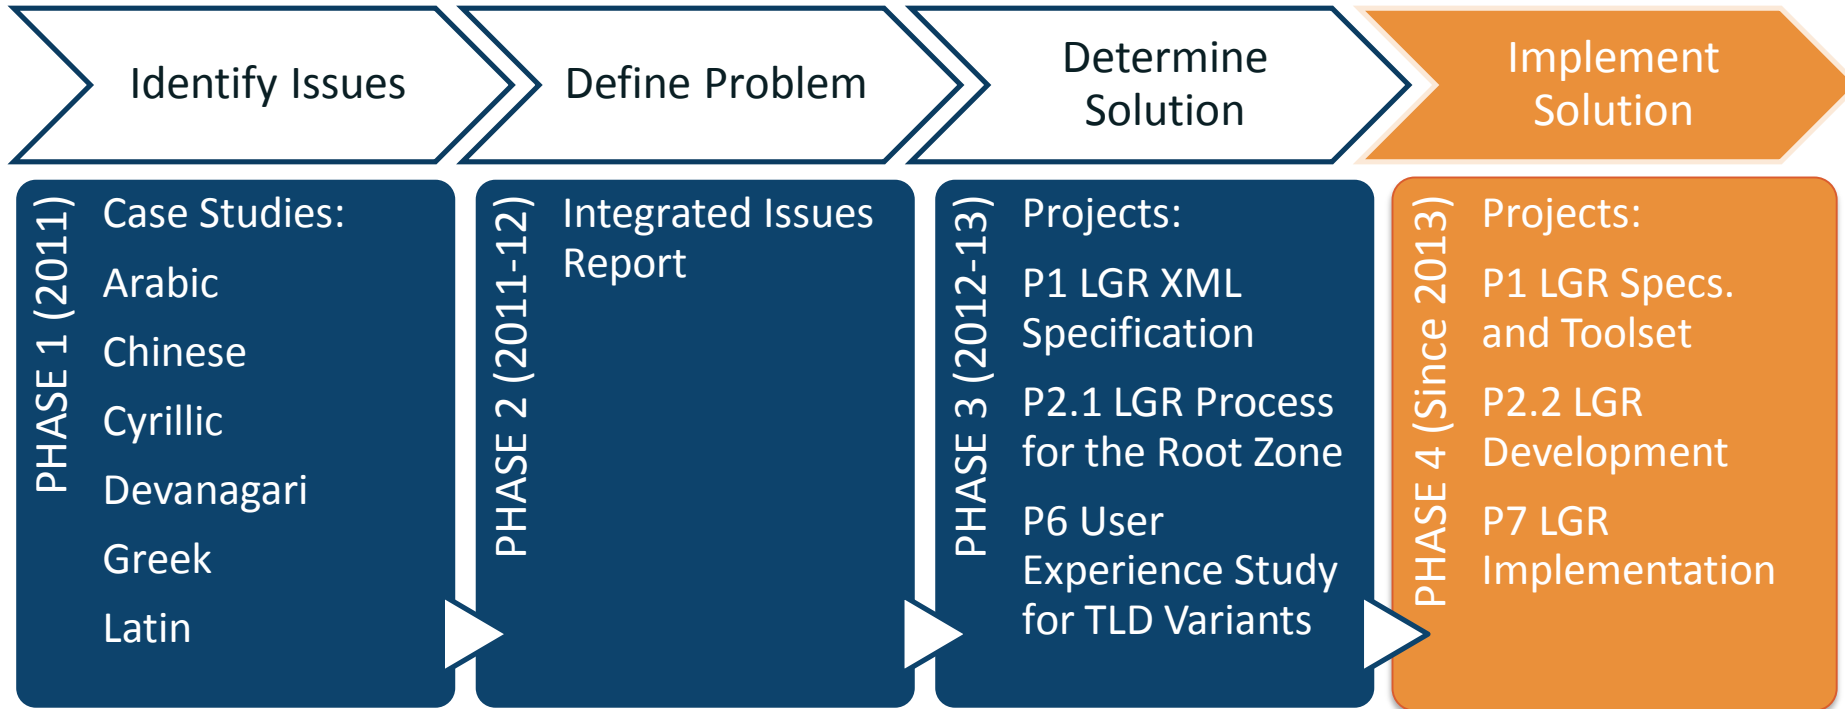 Identify Issues
Define Problem
Determine
Solution
Implement
Solution
PHASE 1 (2011)
Case Studies:
Arabic
Chinese
Cyrillic
Devanagari
Greek
Latin
PHASE 2 (2011-12)
Integrated Issues
Report
PHASE 3 (2012-13)
Projects:
P1 LGR XML
Specification
P2.1 LGR Process
for the Root Zone
P6 User
Experience Study
for TLD Variants
PHASE 4 (Since 2013)
Projects:
P1 LGR Specs.
and Toolset
P2.2 LGR
Development
P7 LGR
Implementation